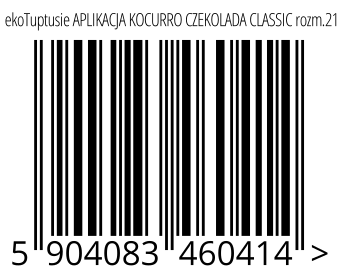 ekoTuptusie APLIKACJA KOCURRO CZEKOLADA CLASSIC rozm.21
5 904083 460414 >